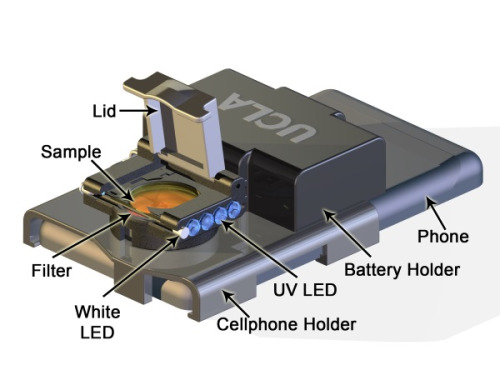 Lid
UCLA
Sample
Phone
Filter
Battery Holder
UV LED
White
LED
Cellphone Holder